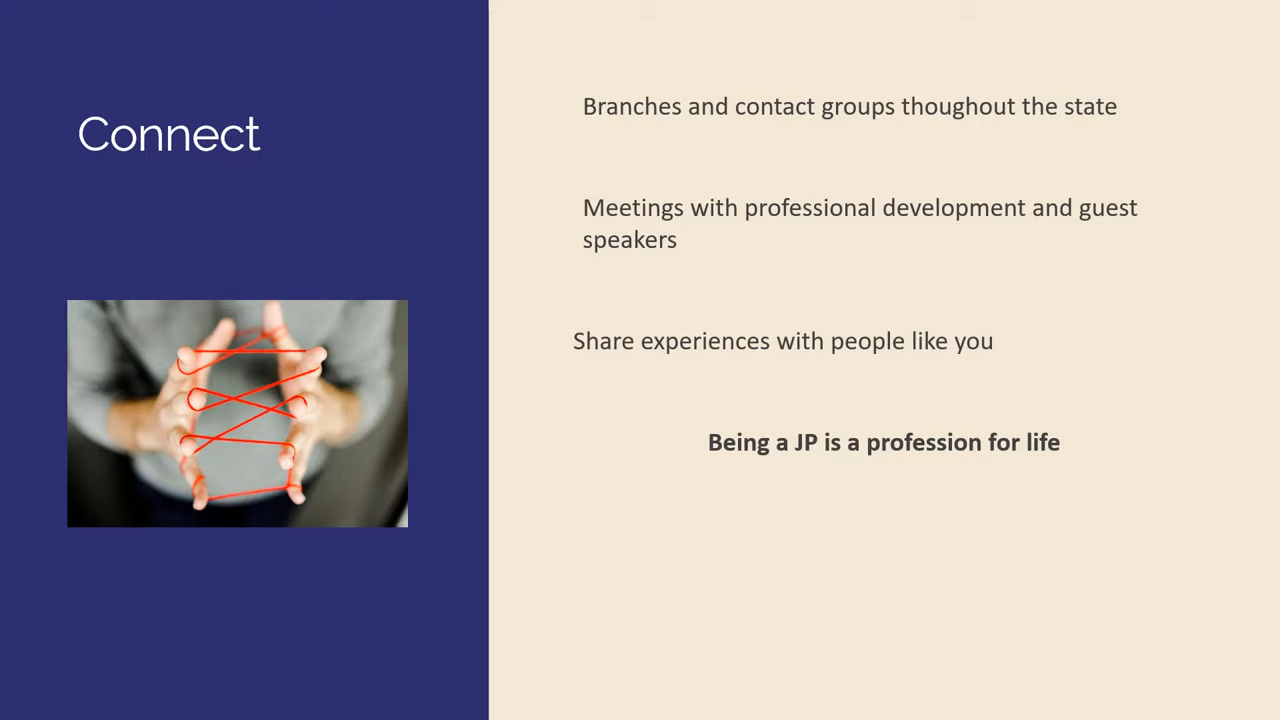 Connect
Branches and contact groups thoughout the state
Meetings with professional development and guest
speakers
Share experiences with people like you
Being a JP is a profession for life